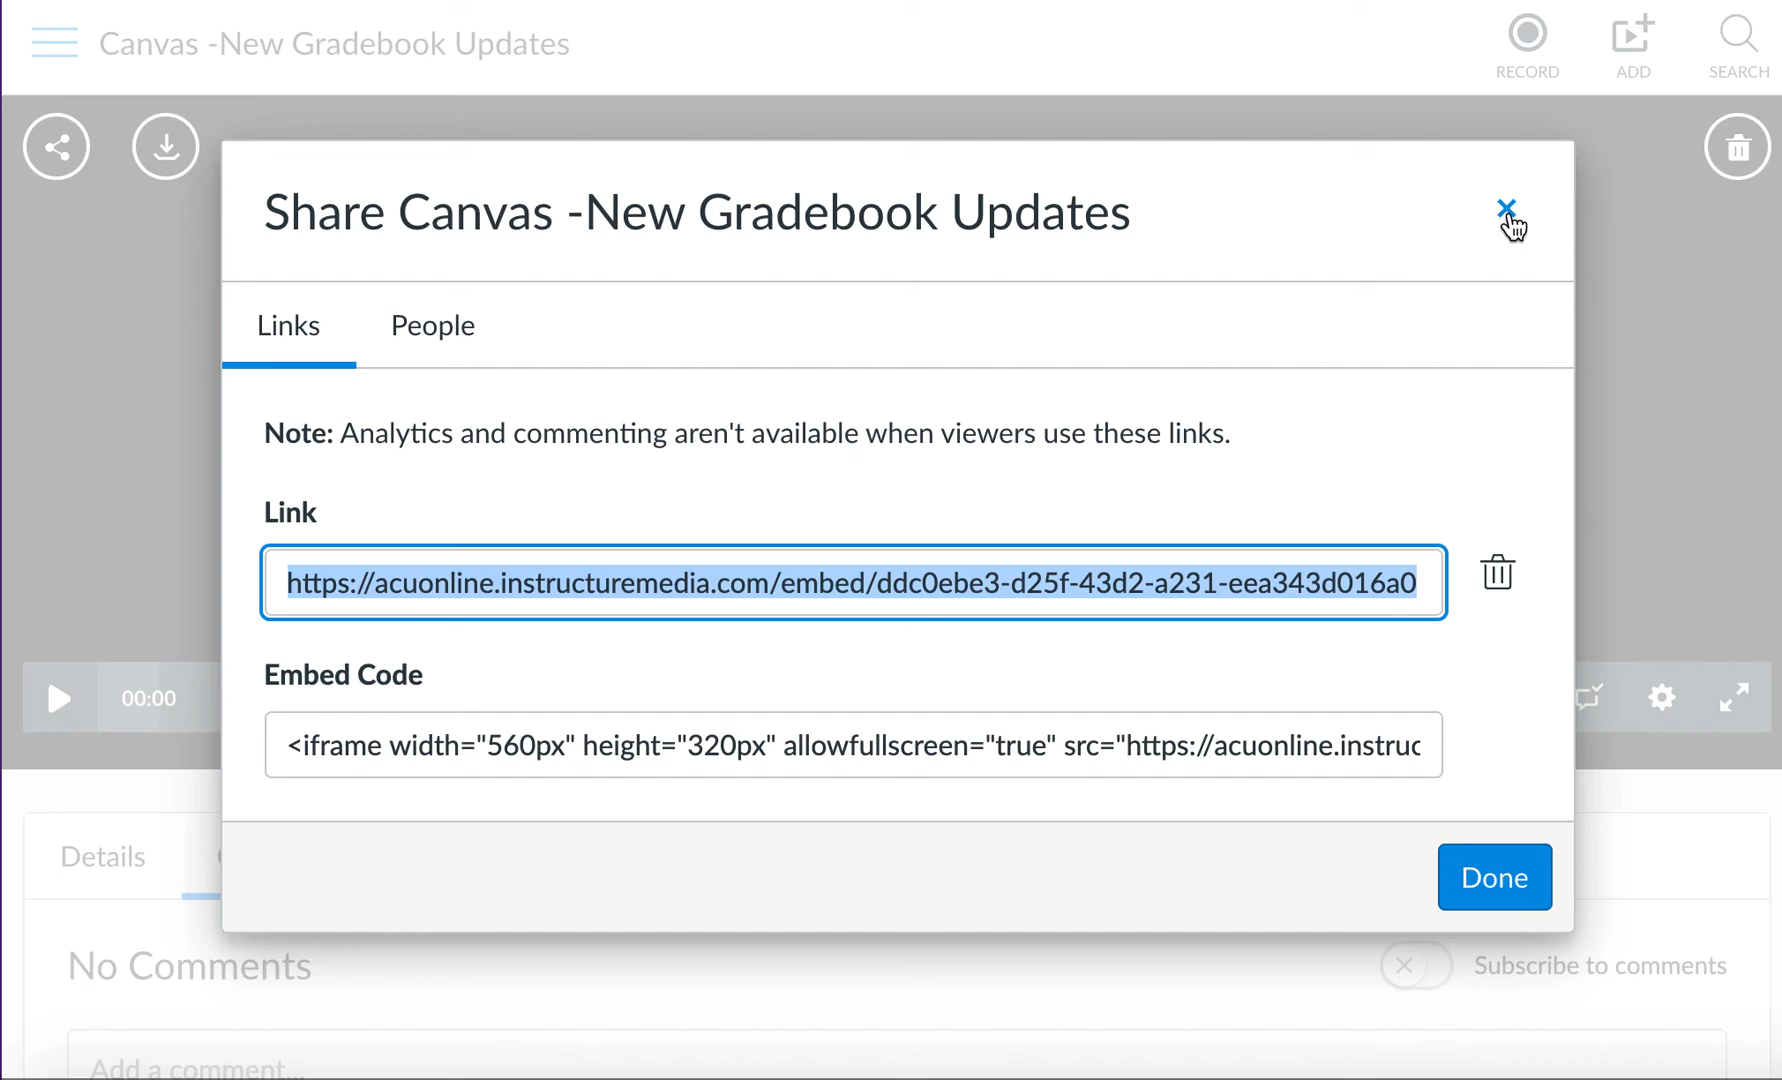 Canvas -New Gradebook Updates
RECORD
ADD
SEARCH
Share Canvas -New Gradebook Updates
Links
People
Note: Analytics and commenting aren't available when viewers use these links.
Link
https://acuonline.instructuremedia.com/embed/ddc0ebe3-d25f-43d2-a231-eea343d016a0
Embed Code
<iframe width="560px" height="320px" allowfullscreen="true" src="https://acuonline.instruc
00:00
Done
Details
No Comments
Subscribe to comments
Add a comment...